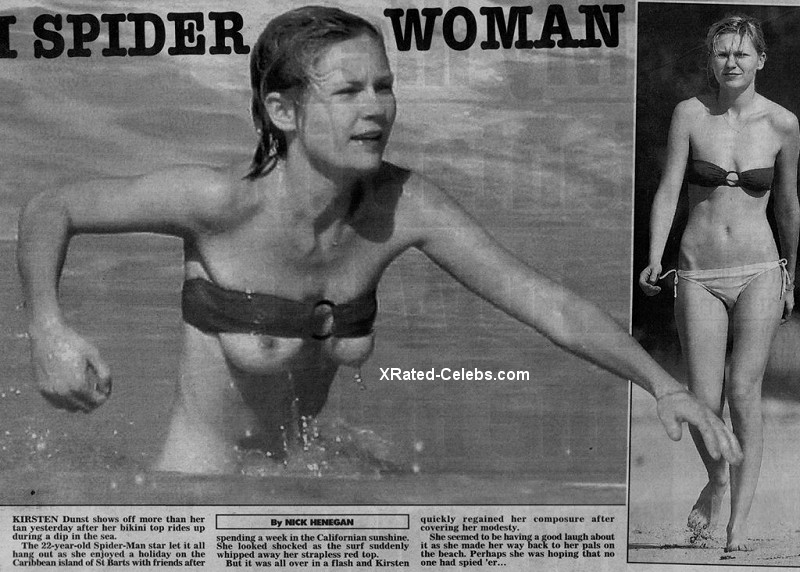 I SPIDER WOMAN
XRated-Celebs.com
KIRSTEN Dunst shows off more than her
tan yesterday after her bikini top rides up
during a dip in the sea.
The 22-year-old Spider-Man star let it all
hang out as she enjoyed a holiday on the
Caribbean island of St Barts with friends after
By NICK HENEGAN
spending a week in the Californian sunshine.
She looked shocked as the surf suddenly
whipped away her strapless red top.
But it was all over in a flash and Kirsten
quickly regained her composure after
covering her modesty.
She seemed to be having a good laugh about
it as she made her way back to her pals on
the beach. Perhaps she was hoping that no
one had spied 'er...